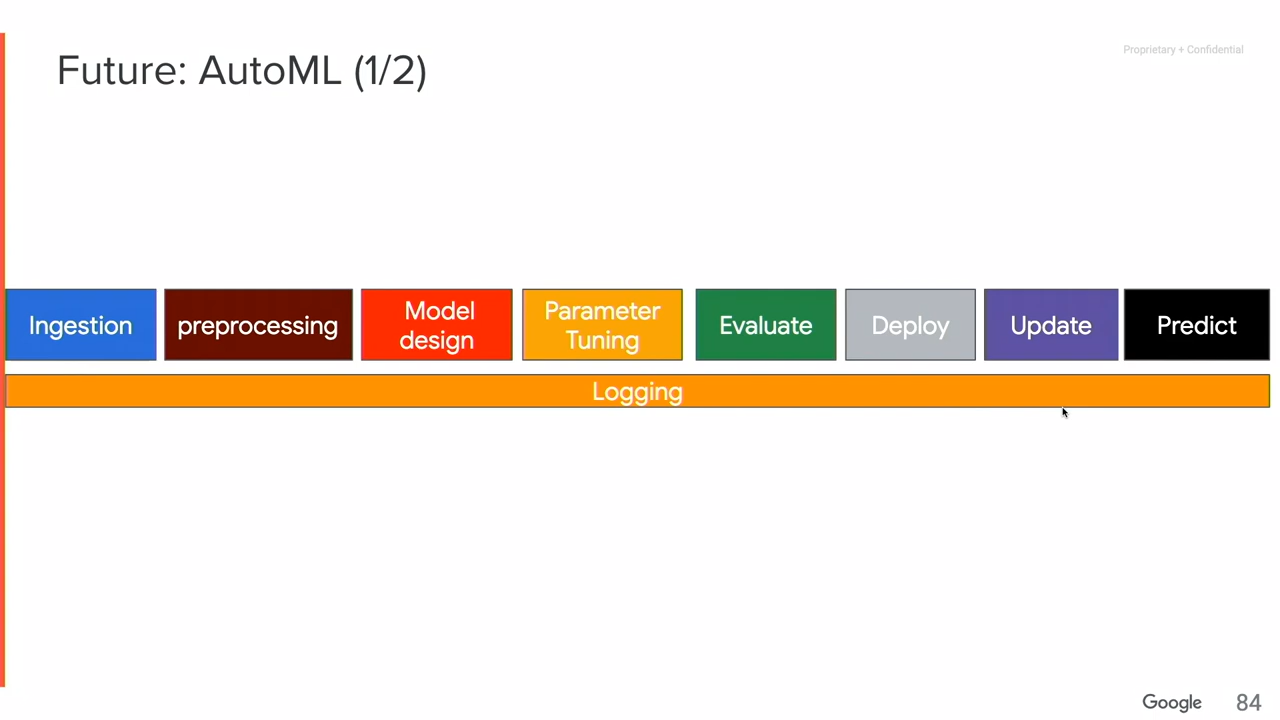 Future: AutoML (1/2)
Proprietary + Confidential
Ingestion
preprocessing
Model
design
Parameter
Tuning
Evaluate
Deploy
Update
Predict
Logging
Google
84